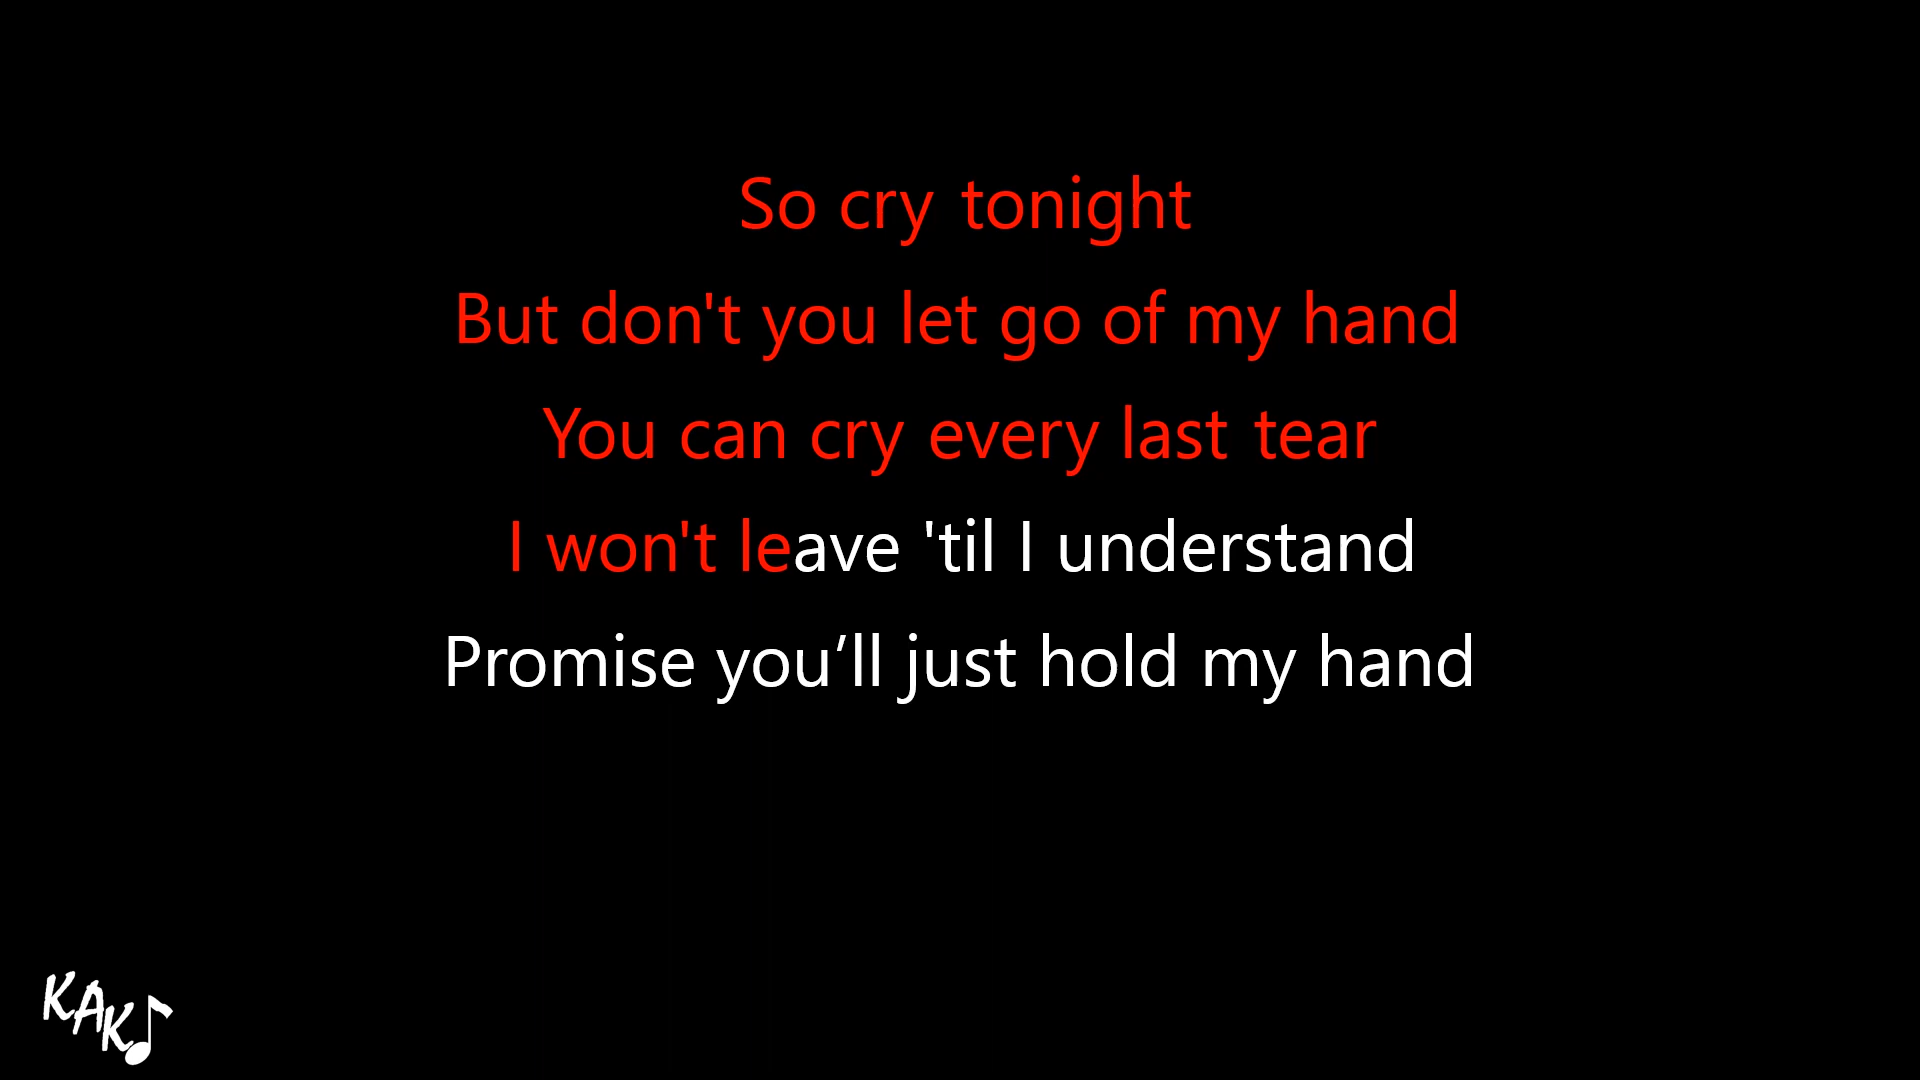 So cry tonight
But don't you let go of my hand
You can cry every last tear
I won't leave 'til I understand
Promise you’ll just hold my hand
KAK